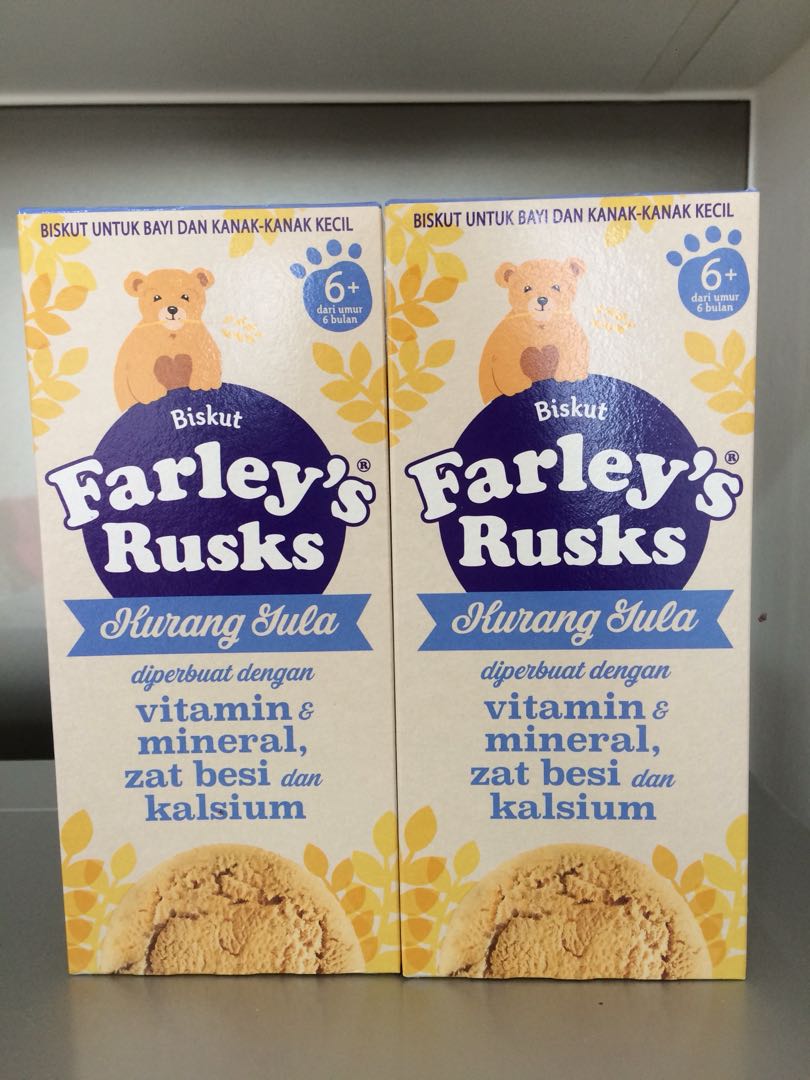 BISKUT UNTUK BAYI DAN KANAK-KANAK KECIL
6+
dari umur
6 bulan
Biskut
Farley's®
Rusks
Kurang Gula
diperbuat dengan
vitamin &
mineral,
zat besi dan
kalsium
BISKUT UNTUK BAYI DAN KANAK-KANAK KECIL
6+
dari umur
6 bulan
Biskut
Farley's®
Rusks
Kurang Gula
diperbuat dengan
vitamin &
mineral,
zat besi dan
kalsium